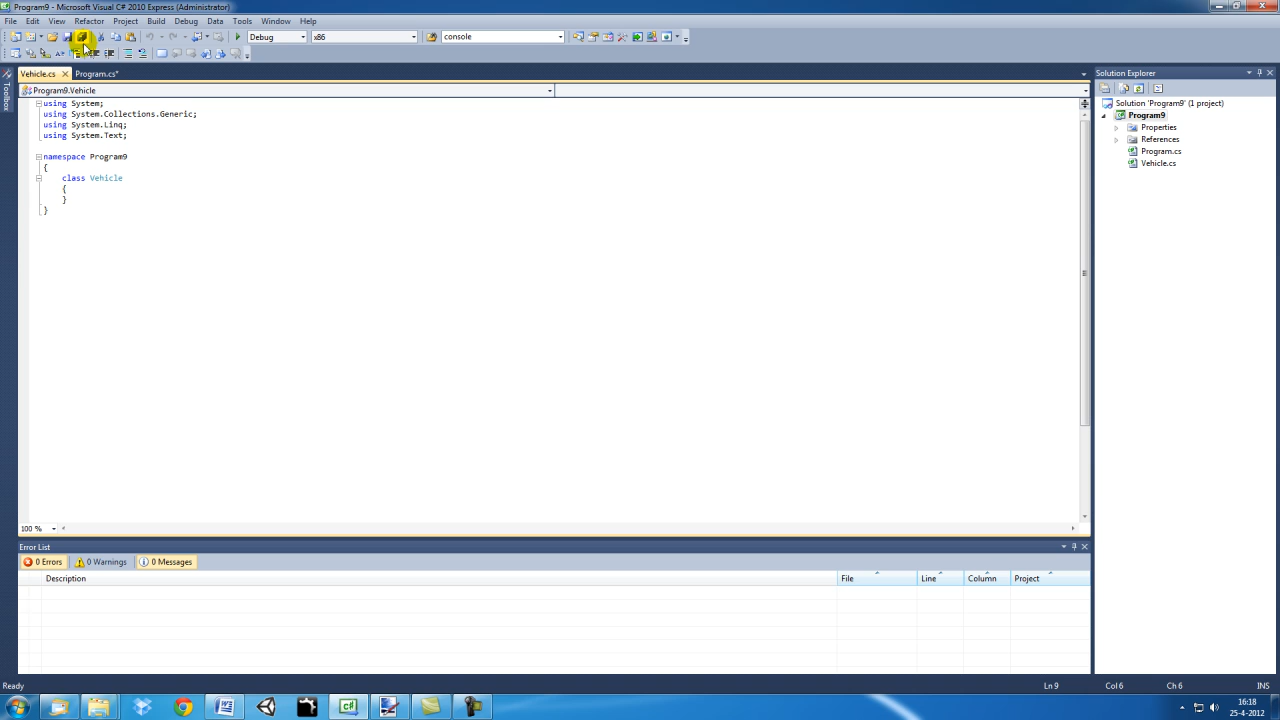 Program9 - Microsoft Visual C# 2010 Express (Administrator)
File Edit View Refactor Project Build Debug Data Tools Window Help
Debug x86 console
Vehicle.cs Program.cs*
Program9.Vehicle
using System;
using System.Collections.Generic;
using System.Linq;
using System.Text;
namespace Program9
{
class Vehicle
{
}
}
100 %
Solution Explorer
Solution 'Program9' (1 project)
Program9
Properties
References
Program.cs
Vehicle.cs
Toolbox
Error List
0 Errors 0 Warnings 0 Messages
Description File Line Column Project
Ready Ln 9 Col 6 Ch 6 INS
16:18
25-4-2012